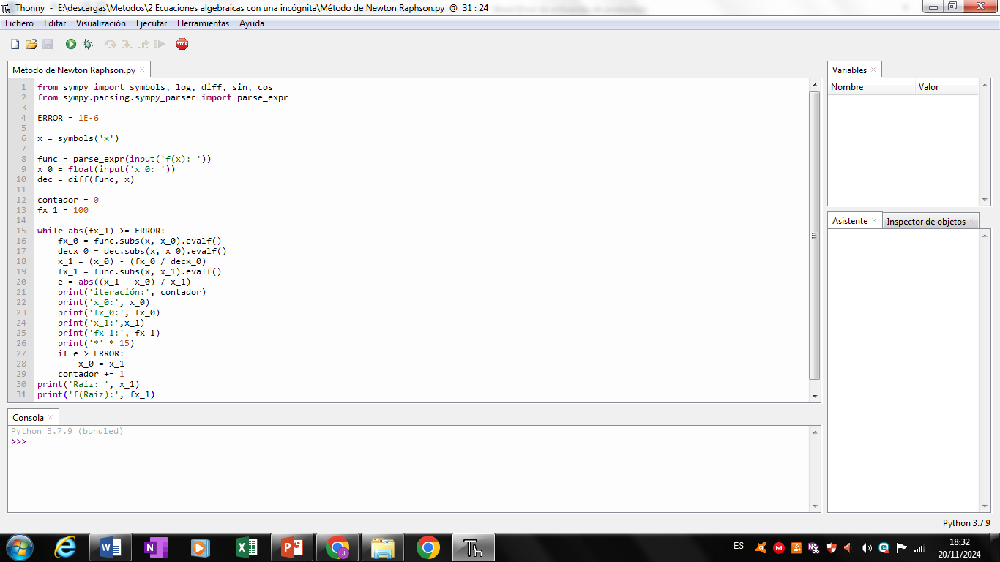 Thonny - E:\descargas\Metodos\2 Ecuaciones algebraicas con una incógnita\Método de Newton Raphson.py @ 31 : 24
Fichero Editar Visualización Ejecutar Herramientas Ayuda
STOP
Método de Newton Raphson.py
1 from sympy import symbols, log, diff, sin, cos
2 from sympy.parsing.sympy_parser import parse_expr
3
4 ERROR = 1E-6
5
6 x = symbols('x')
7
8 func = parse_expr(input('f(x): '))
9 x_0 = float(input('x_0: '))
10 dec = diff(func, x)
11
12 contador = 0
13 fx_1 = 100
14
15 while abs(fx_1) >= ERROR:
16     fx_0 = func.subs(x, x_0).evalf()
17     decx_0 = dec.subs(x, x_0).evalf()
18     x_1 = (x_0) - (fx_0 / decx_0)
19     fx_1 = func.subs(x, x_1).evalf()
20     e = abs((x_1 - x_0) / x_1)
21     print('iteración:', contador)
22     print('x_0:', x_0)
23     print('fx_0:', fx_0)
24     print('x_1:',x_1)
25     print('fx_1:', fx_1)
26     print('*' * 15)
27     if e > ERROR:
28         x_0 = x_1
29     contador += 1
30 print('Raíz: ', x_1)
31 print('f(Raíz):', fx_1)
Variables
Nombre Valor
Asistente Inspector de objetos
Consola
Python 3.7.9 (bundled)
>>>
Python 3.7.9
ES
18:32
20/11/2024